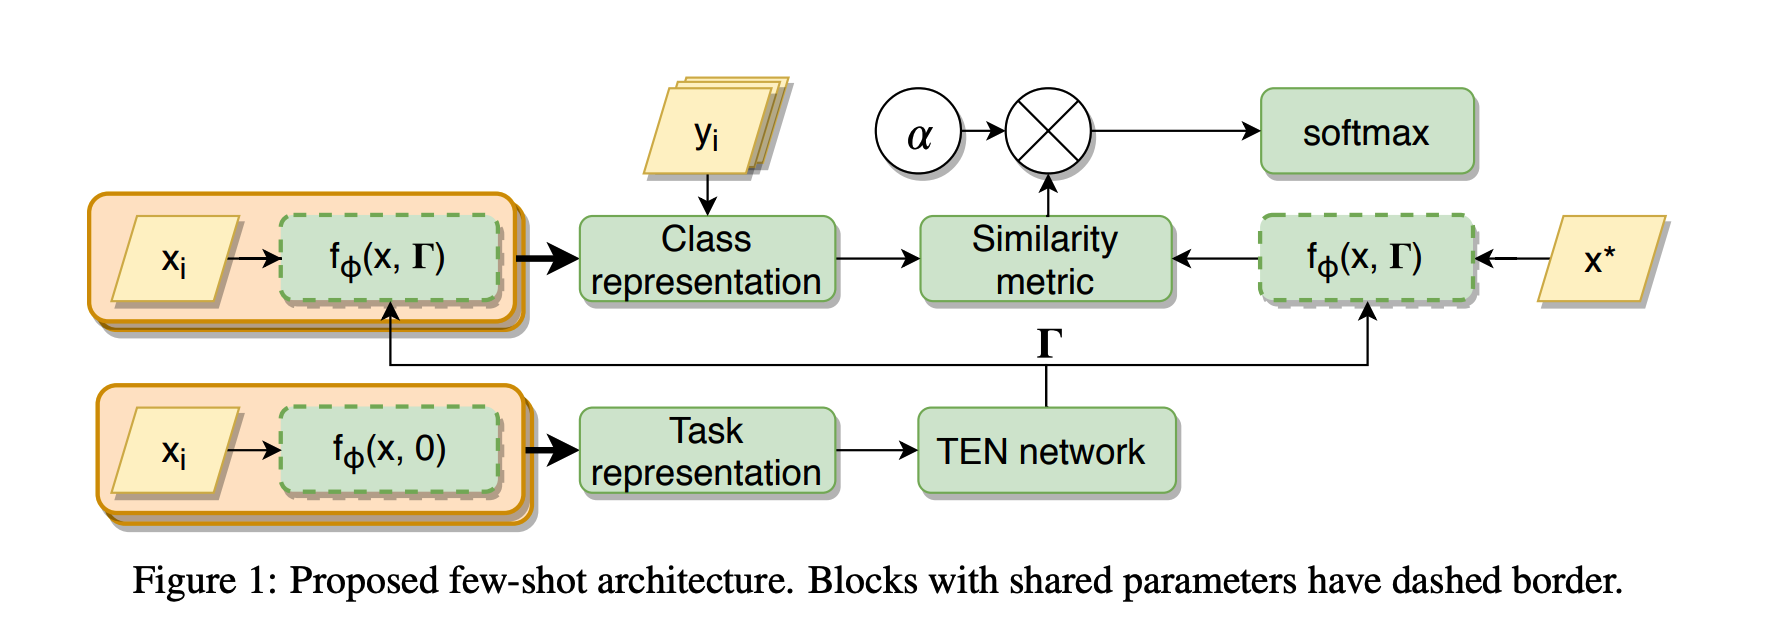 yi
α
softmax
xi
fϕ(x, Γ)
Class
representation
Similarity
metric
fϕ(x, Γ)
x*
Γ
xi
fϕ(x, 0)
Task
representation
TEN network
Figure 1: Proposed few-shot architecture. Blocks with shared parameters have dashed border.